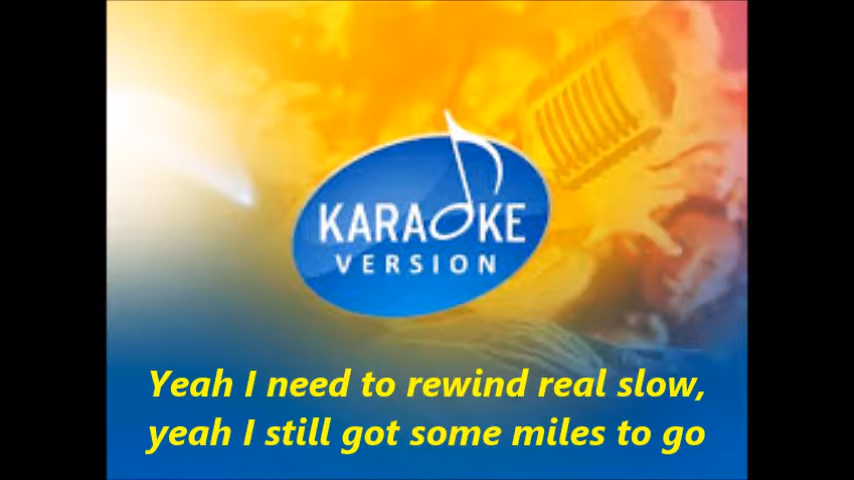 KARAOKE
VERSION
Yeah I need to rewind real slow,
yeah I still got some miles to go